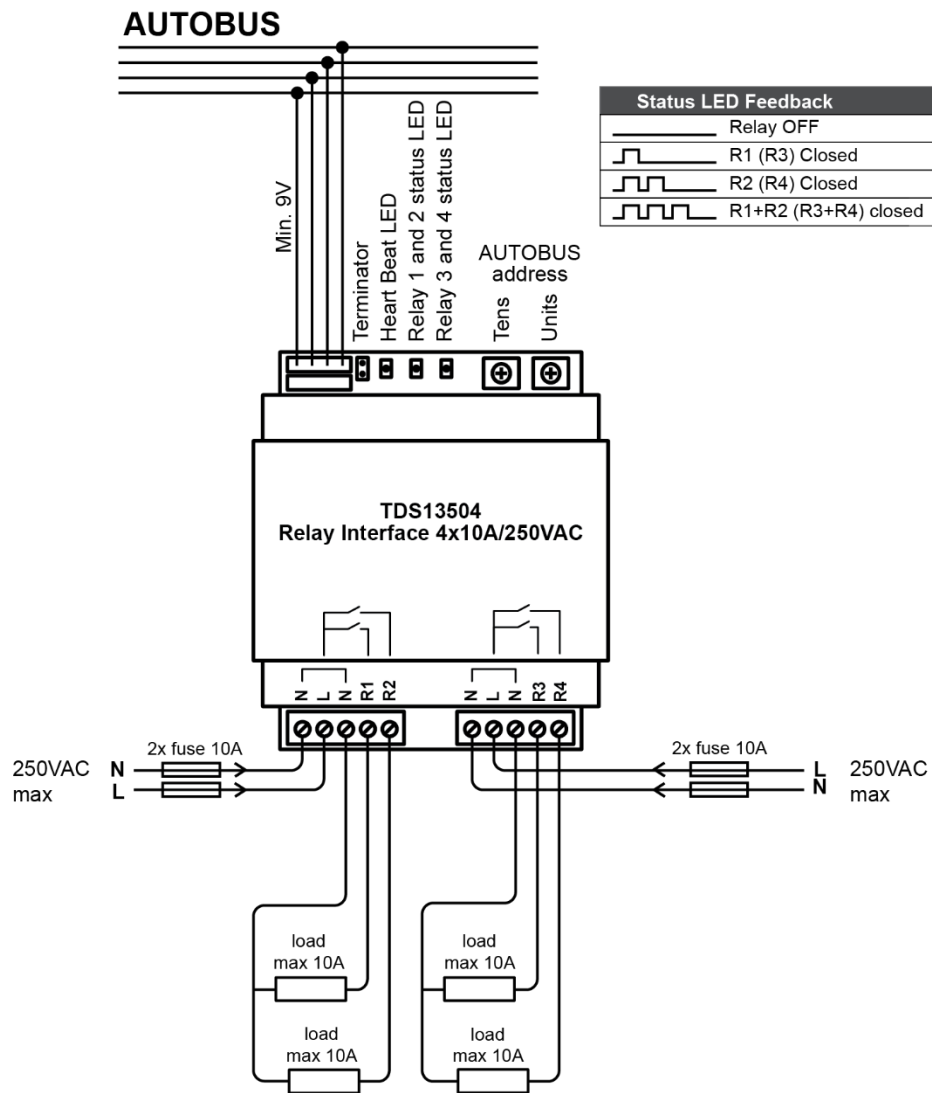 AUTOBUS
Status LED Feedback
Relay OFF
R1 (R3) Closed
R2 (R4) Closed
R1+R2 (R3+R4) closed
Min. 9V
Terminator
Heart Beat LED
Relay 1 and 2 status LED
Relay 3 and 4 status LED
AUTOBUS
address
Tens
Units
TDS13504
Relay Interface 4x10A/250VAC
N L N R1 R2
N L N R3 R4
250VAC
max
N
L
2x fuse 10A
2x fuse 10A
L
N
250VAC
max
load
max 10A
load
max 10A
load
max 10A
load
max 10A